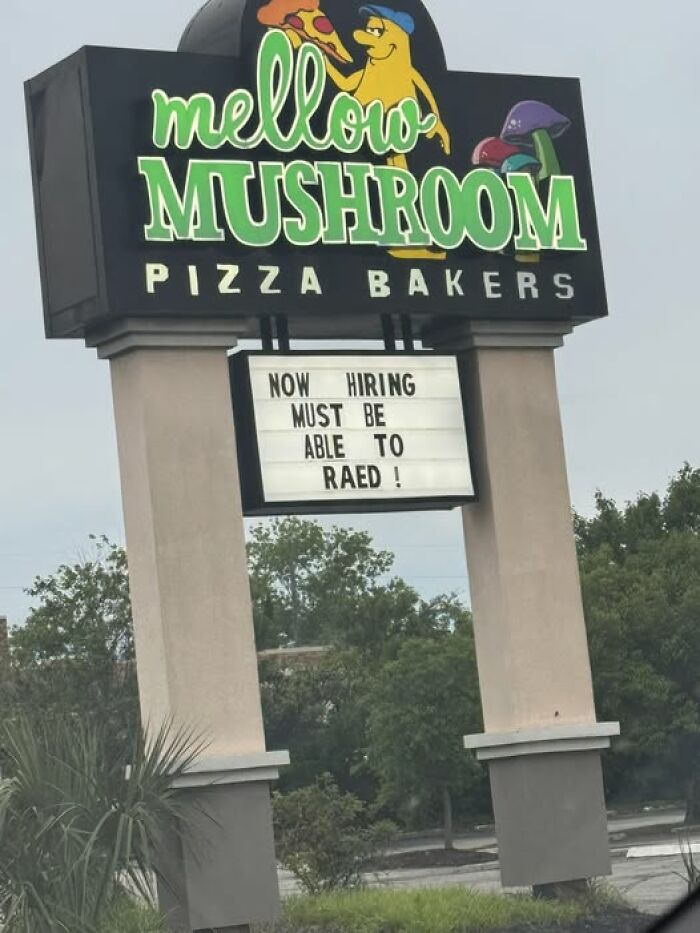 mellow
MUSHROOM
PIZZA BAKERS
NOW HIRING
MUST BE
ABLE TO
RAED !